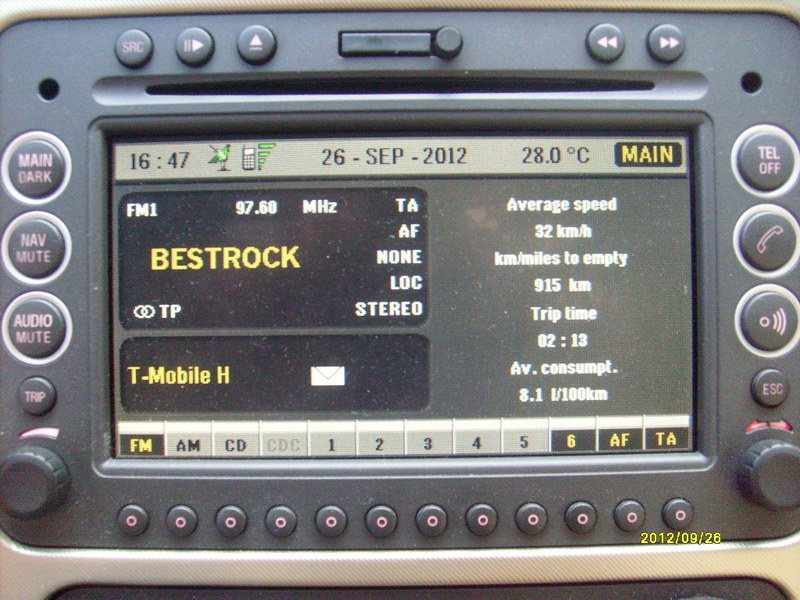 SRC
MAIN
DARK
NAV
MUTE
AUDIO
MUTE
TRIP
16 : 47
26 - SEP - 2012
28.0 °C
MAIN
FM1 97.60 MHz TA
AF
BESTROCK
NONE
LOC
TP
STEREO
T-Mobile H
Average speed
32 km/h
km/miles to empty
915 km
Trip time
02 : 13
Av. consumpt.
8.1 l/100km
FM AM CD CDC 1 2 3 4 5 6 AF TA
TEL
OFF
ESC
2012/09/26